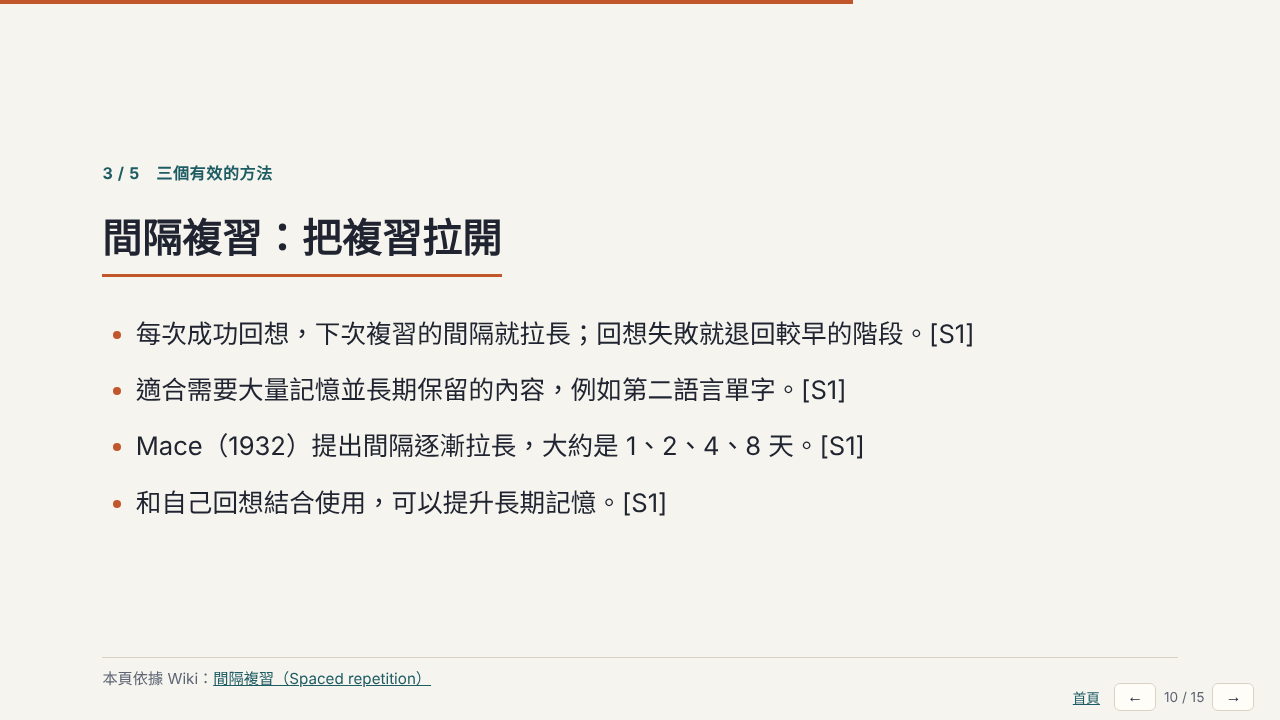 3 / 5　三個有效的方法
間隔複習：把複習拉開
每次成功回想，下次複習的間隔就拉長；回想失敗就退回較早的階段。[S1]
適合需要大量記憶並長期保留的內容，例如第二語言單字。[S1]
Mace（1932）提出間隔逐漸拉長，大約是 1、2、4、8 天。[S1]
和自己回想結合使用，可以提升長期記憶。[S1]
本頁依據 Wiki：間隔複習（Spaced repetition）
首頁 ← 10 / 15 →